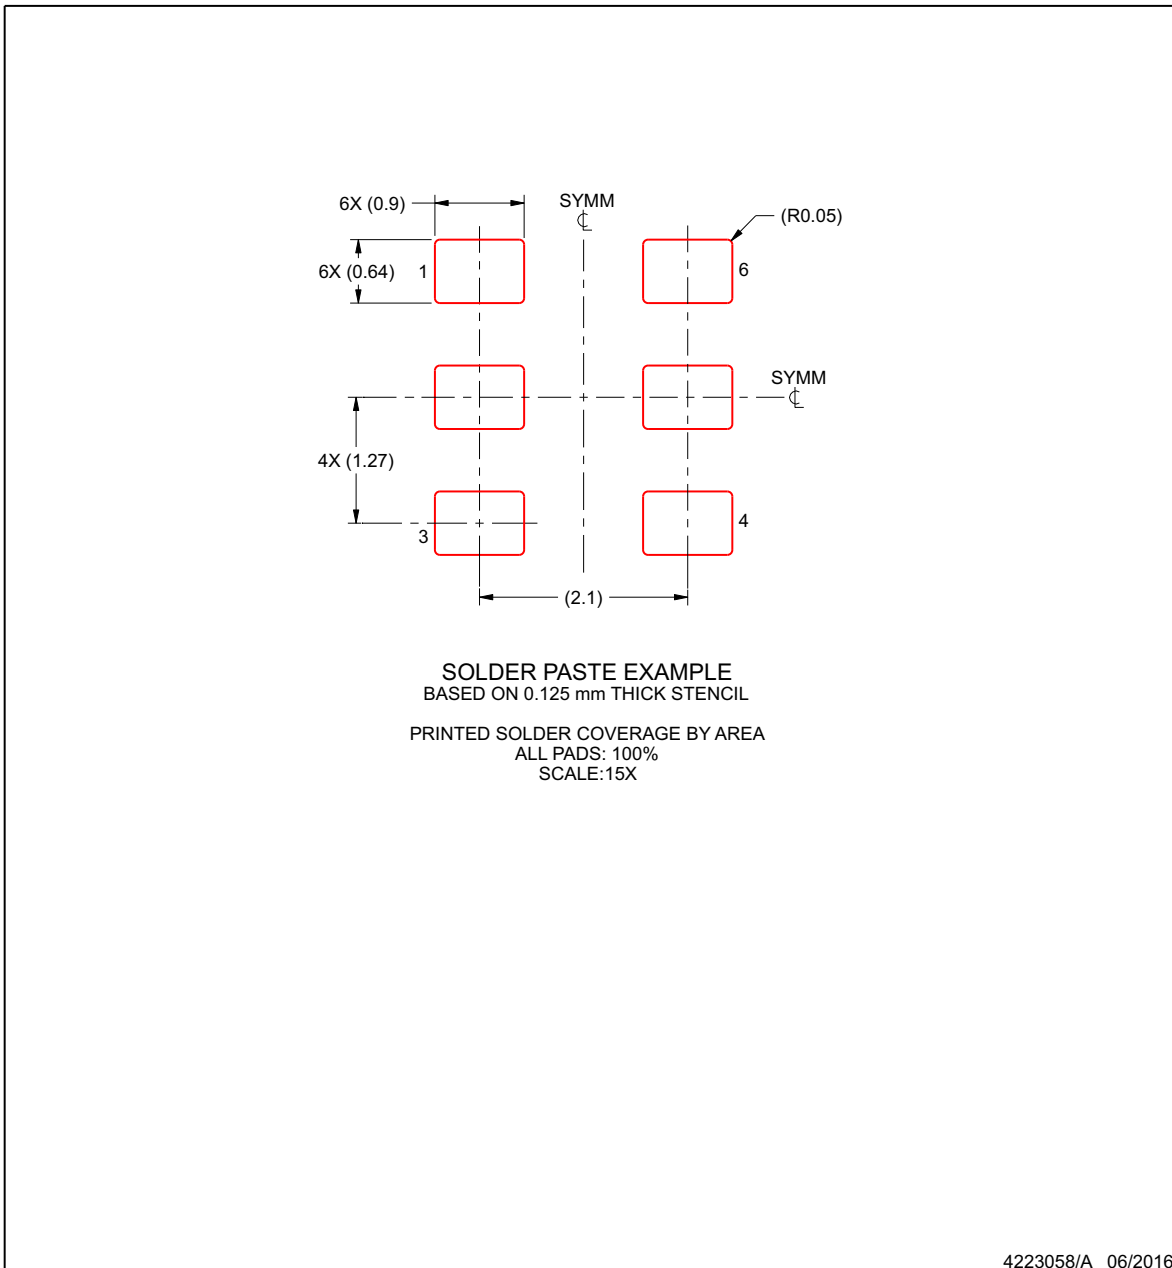 6X (0.9)
SYMM
℄
(R0.05)
6X (0.64)
1
6
SYMM
℄
4X (1.27)
3
4
(2.1)
SOLDER PASTE EXAMPLE
BASED ON 0.125 mm THICK STENCIL
PRINTED SOLDER COVERAGE BY AREA
ALL PADS: 100%
SCALE:15X
4223058/A 06/2016